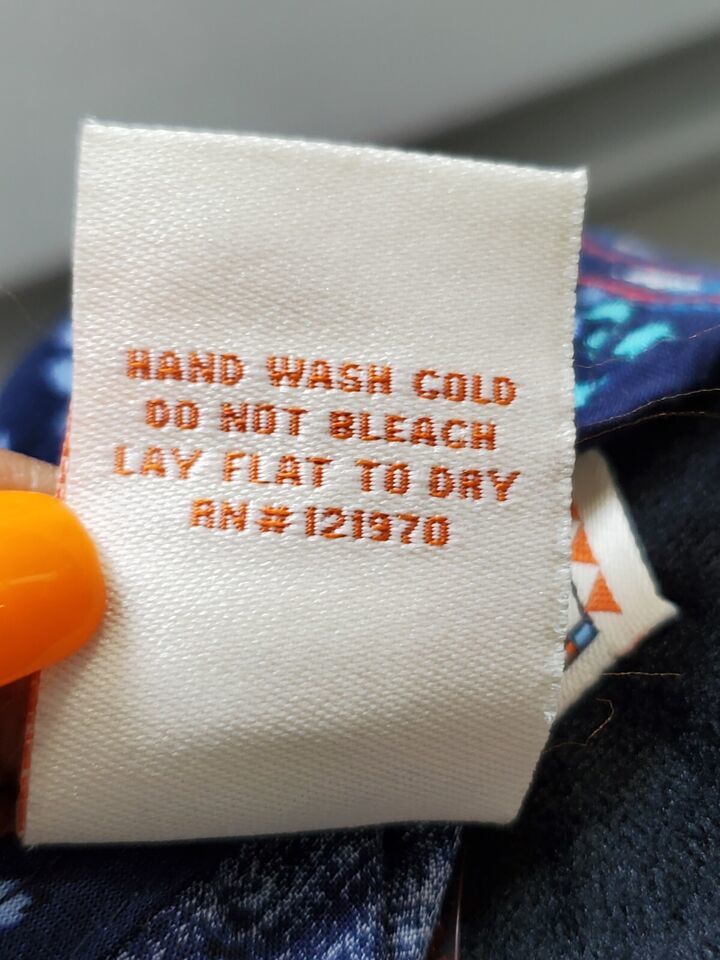 HAND WASH COLD
DO NOT BLEACH
LAY FLAT TO DRY
RN#121970